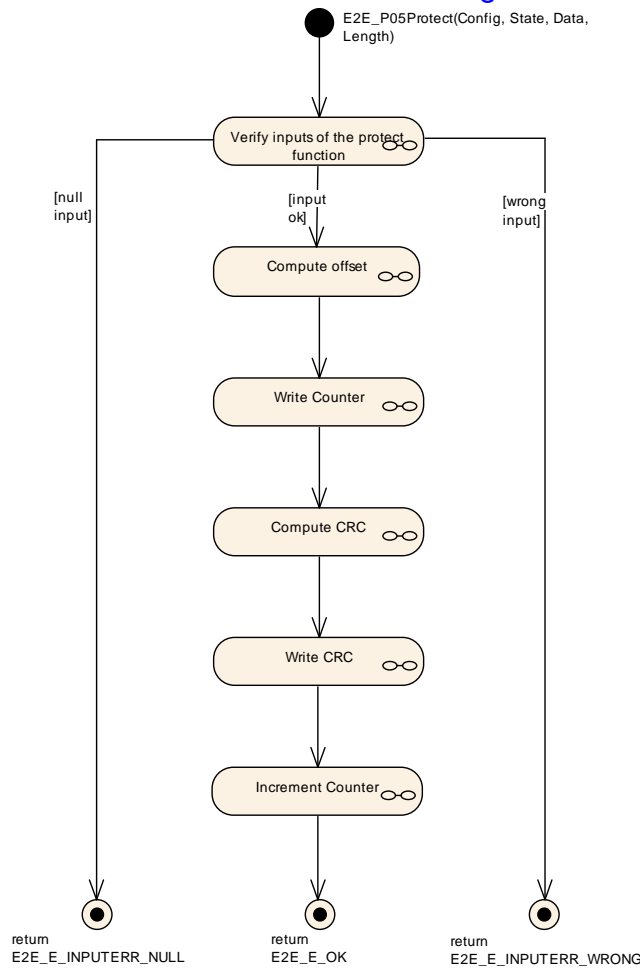 E2E_P05Protect(Config, State, Data,
Length)
Verify inputs of the protect
function
[null
input]
[input
ok]
[wrong
input]
Compute offset
Write Counter
Compute CRC
Write CRC
Increment Counter
return
E2E_E_INPUTERR_NULL
return
E2E_E_OK
return
E2E_E_INPUTERR_WRONG